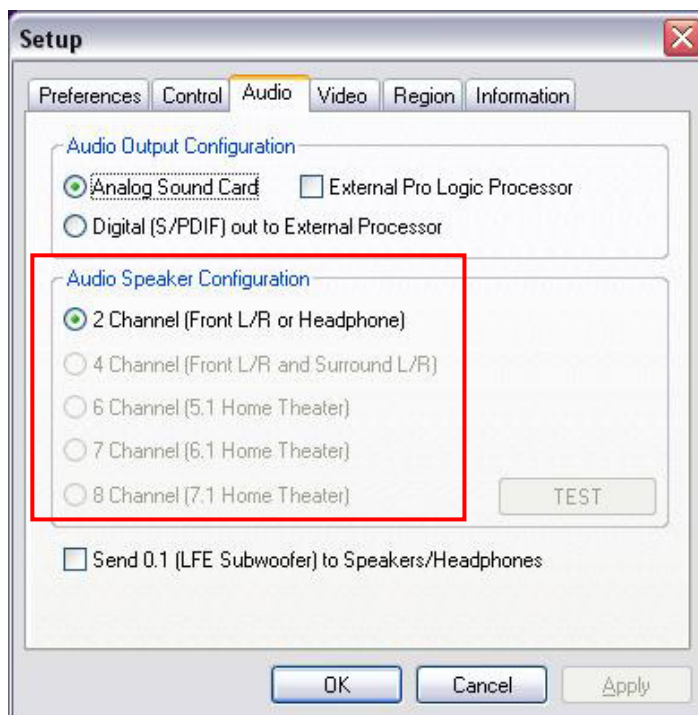 Setup
Preferences Control Audio Video Region Information
Audio Output Configuration
Analog Sound Card External Pro Logic Processor
Digital (S/PDIF) out to External Processor
Audio Speaker Configuration
2 Channel (Front L/R or Headphone)
4 Channel (Front L/R and Surround L/R)
6 Channel (5.1 Home Theater)
7 Channel (6.1 Home Theater)
8 Channel (7.1 Home Theater) TEST
Send 0.1 (LFE Subwoofer) to Speakers/Headphones
OK Cancel Apply